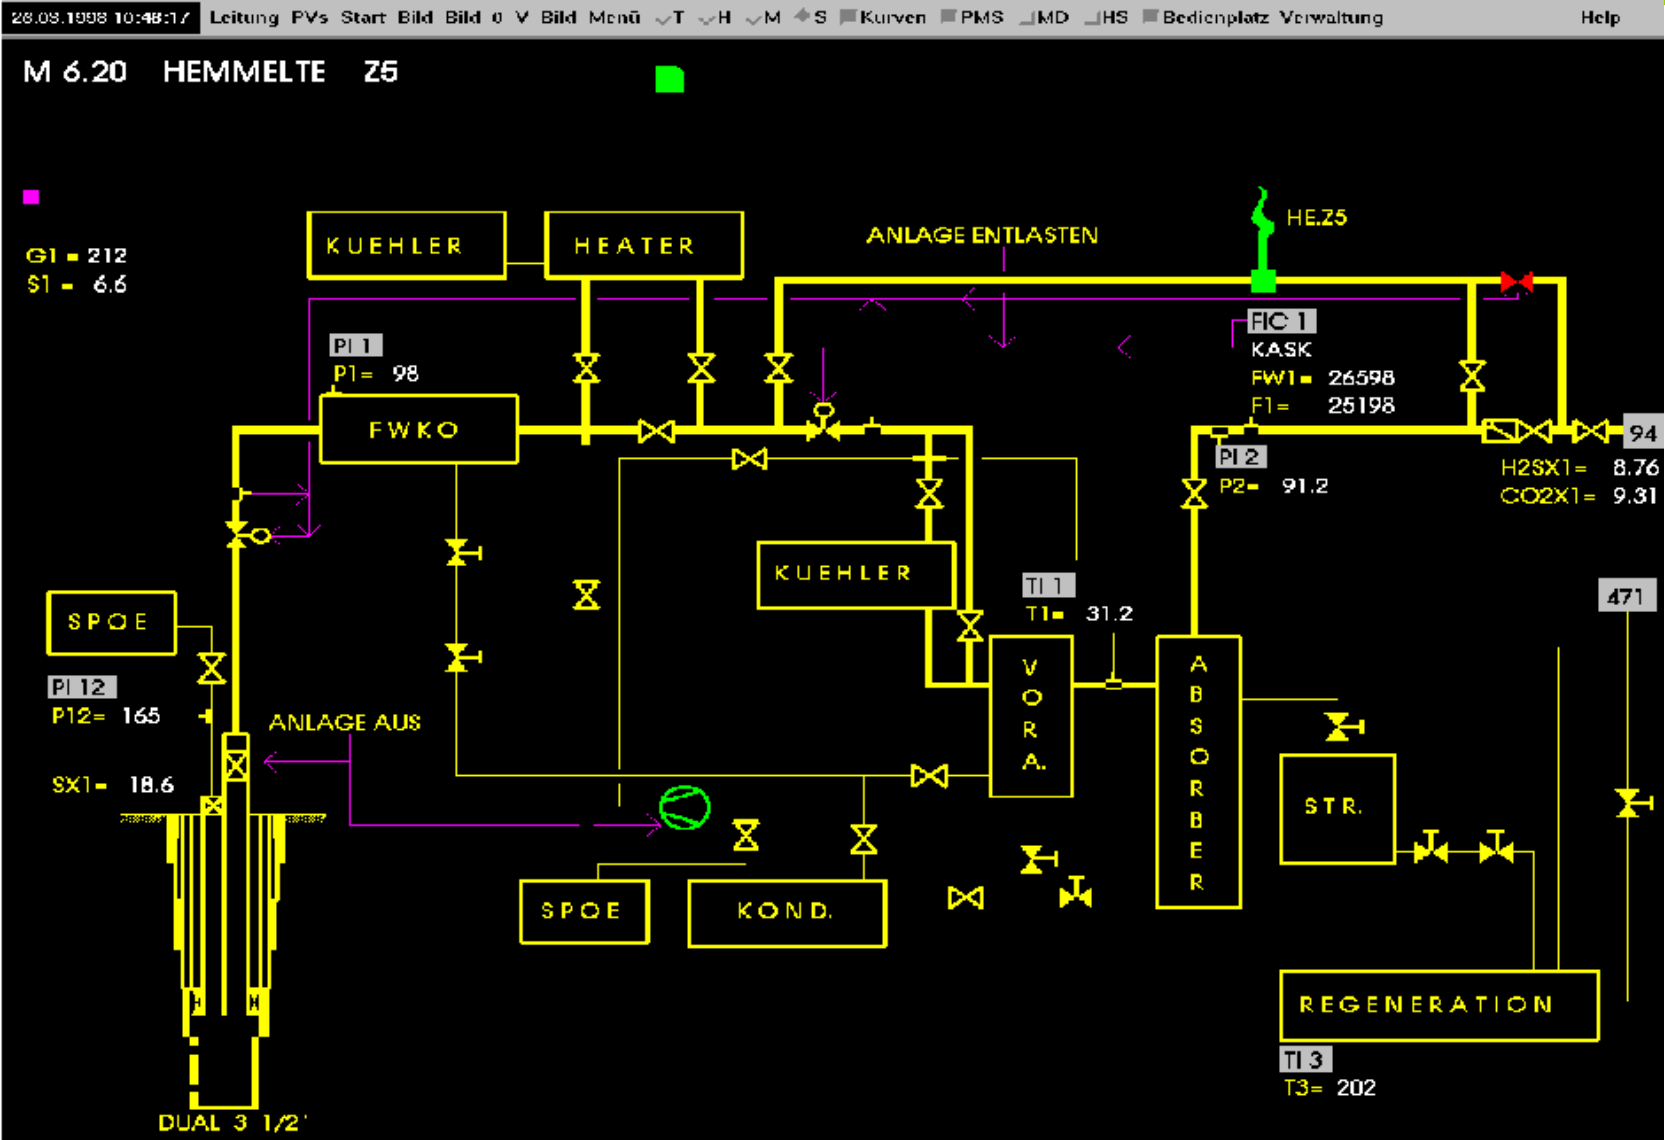 26.03.1998 10:48:17 Leitung PVs Start Bild Bild 0 V Bild Menü T H M S Kurven PMS MD HS Bedienplatz Verwaltung Help
M 6.20 HEMMELTE Z5
HE.Z5
KUEHLER HEATER ANLAGE ENTLASTEN
G1= 212
S1= 6.6
FIC 1
PI 1 KASK
P1= 98 FW1= 26598
F1= 25198
FWKO 94
PI 2 H2SX1= 8.76
P2= 91.2 CO2X1= 9.31
KUEHLER
TI 1 471
T1= 31.2
SPOE
VORA. ABSORBER
PI 12
P12= 165 ANLAGE AUS
SX1= 18.6
STR.
SPOE KOND.
H H REGENERATION
TI 3
T3= 202
DUAL 3 1/2'